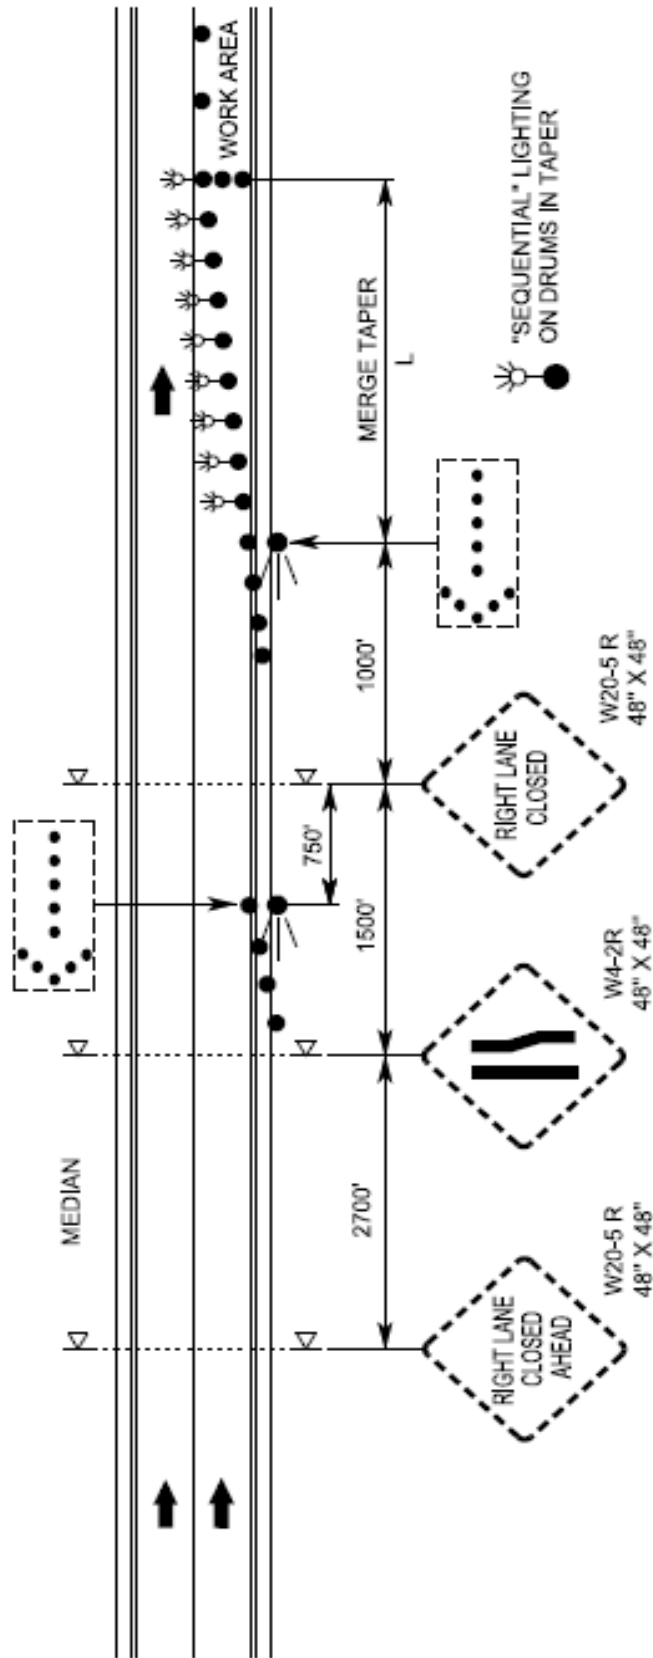 WORK AREA
"SEQUENTIAL" LIGHTING
ON DRUMS IN TAPER
MERGE TAPER
L
1000'
W20-5 R
48" X 48"
RIGHT LANE
CLOSED
750'
1500'
W4-2R
48" X 48"
MEDIAN
2700'
W20-5 R
48" X 48"
RIGHT LANE
CLOSED
AHEAD